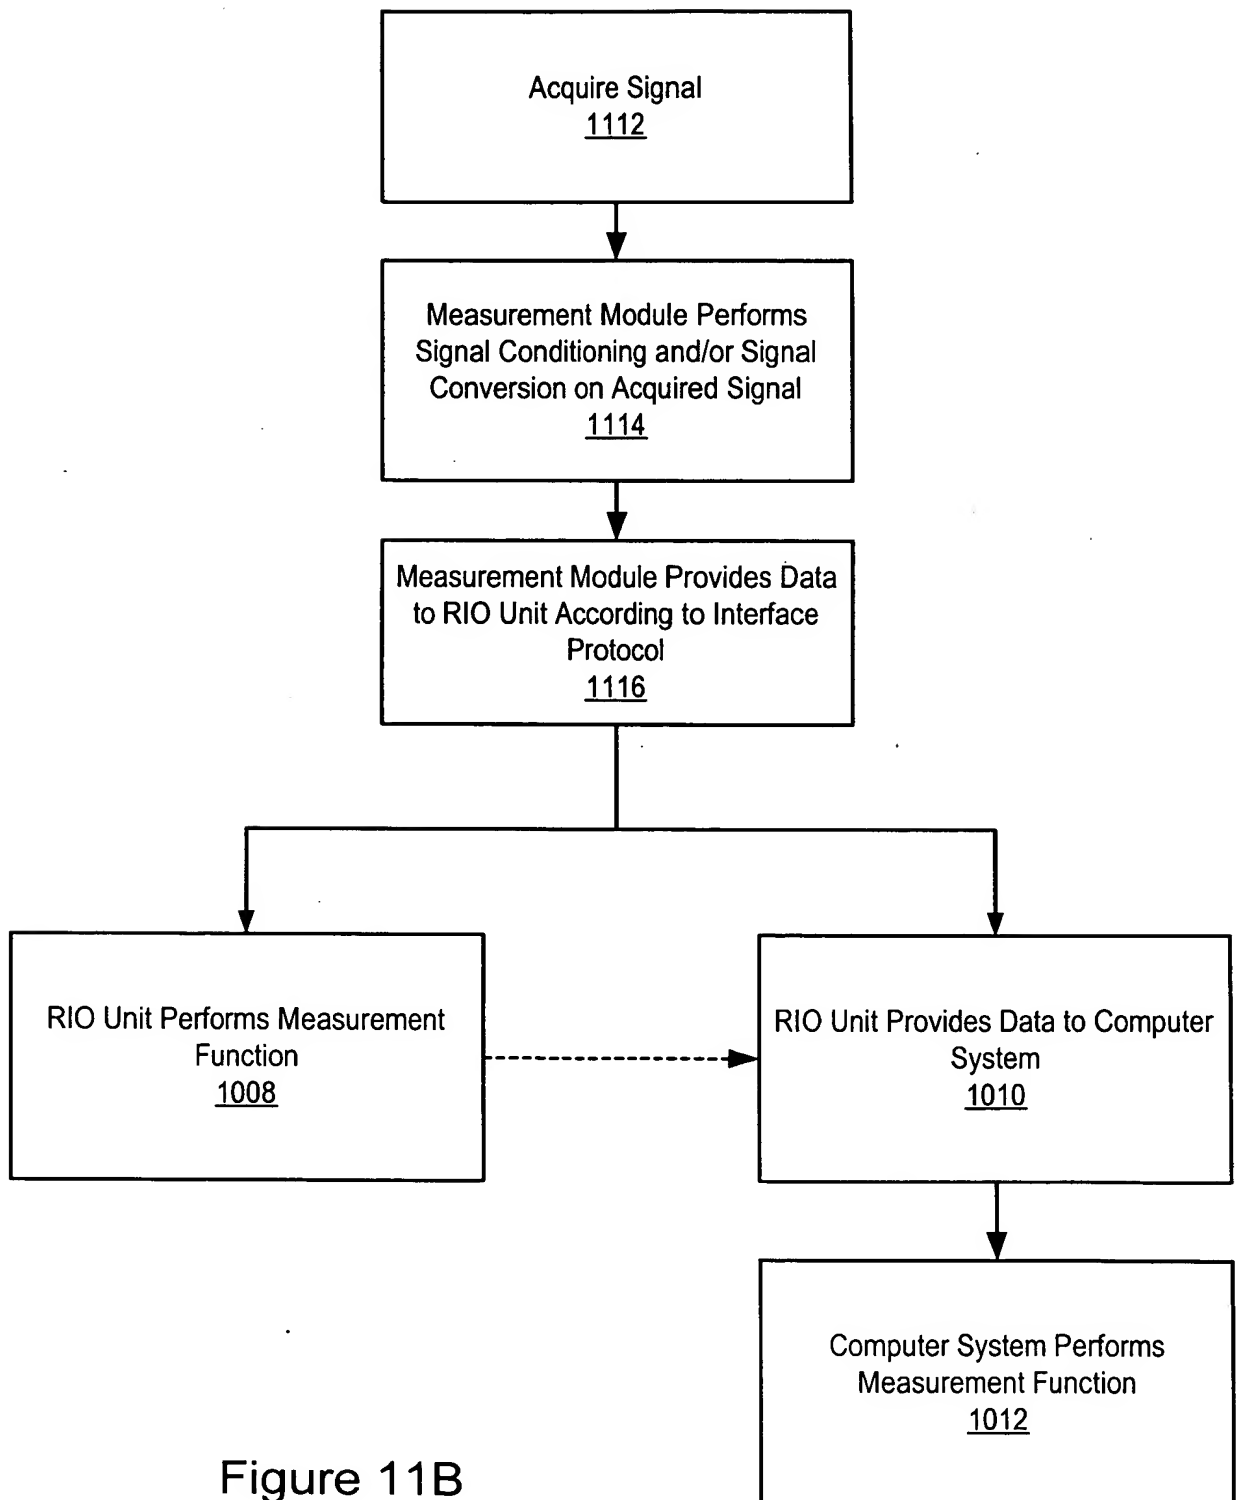 Acquire Signal
1112
Measurement Module Performs
Signal Conditioning and/or Signal
Conversion on Acquired Signal
1114
Measurement Module Provides Data
to RIO Unit According to Interface
Protocol
1116
RIO Unit Performs Measurement
Function
1008
RIO Unit Provides Data to Computer
System
1010
Computer System Performs
Measurement Function
1012
Figure 11B